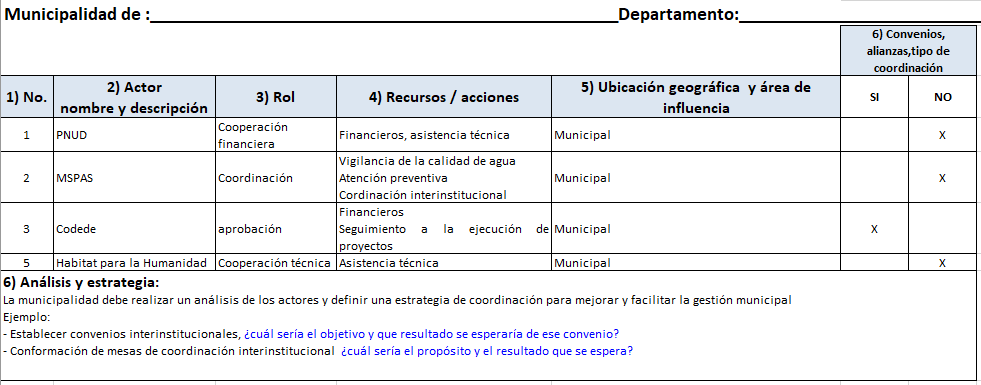 Municipalidad de :____________________ Departamento:____________________
6) Convenios,
alianzas,tipo de
coordinación
1) No. 2) Actor
nombre y descripción 3) Rol 4) Recursos / acciones 5) Ubicación geográfica y área de
influencia SI NO
1 PNUD Cooperación
financiera Financieros, asistencia técnica Municipal X
2 MSPAS Coordinación Vigilancia de la calidad de agua
Atención preventiva
Cordinación interinstitucional Municipal X
3 Codede aprobación Financieros
Seguimiento a la ejecución de
proyectos Municipal X
5 Habitat para la Humanidad Cooperación técnica Asistencia técnica Municipal X
6) Análisis y estrategia:
La municipalidad debe realizar un análisis de los actores y definir una estrategia de coordinación para mejorar y facilitar la gestión municipal
Ejemplo:
- Establecer convenios interinstitucionales, ¿cuál sería el objetivo y que resultado se esperaría de ese convenio?
- Conformación de mesas de coordinación interinstitucional ¿cuál sería el propósito y el resultado que se espera?